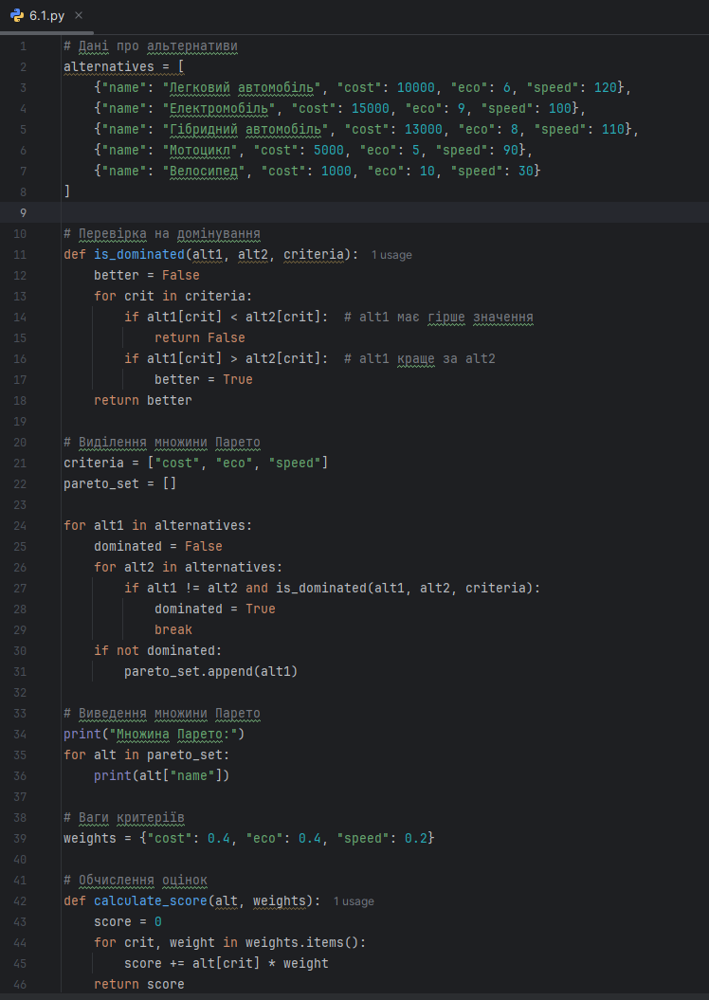 6.1.py ×
1 # Дані про альтернативи
2 alternatives = [
3     {"name": "Легковий автомобіль", "cost": 10000, "eco": 6, "speed": 120},
4     {"name": "Електромобіль", "cost": 15000, "eco": 9, "speed": 100},
5     {"name": "Гібридний автомобіль", "cost": 13000, "eco": 8, "speed": 110},
6     {"name": "Мотоцикл", "cost": 5000, "eco": 5, "speed": 90},
7     {"name": "Велосипед", "cost": 1000, "eco": 10, "speed": 30}
8 ]
9
10 # Перевірка на домінування
11 def is_dominated(alt1, alt2, criteria): 1 usage
12     better = False
13     for crit in criteria:
14         if alt1[crit] < alt2[crit]:  # alt1 має гірше значення
15             return False
16         if alt1[crit] > alt2[crit]:  # alt1 краще за alt2
17             better = True
18     return better
19
20 # Виділення множини Парето
21 criteria = ["cost", "eco", "speed"]
22 pareto_set = []
23
24 for alt1 in alternatives:
25     dominated = False
26     for alt2 in alternatives:
27         if alt1 != alt2 and is_dominated(alt1, alt2, criteria):
28             dominated = True
29             break
30     if not dominated:
31         pareto_set.append(alt1)
32
33 # Виведення множини Парето
34 print("Множина Парето:")
35 for alt in pareto_set:
36     print(alt["name"])
37
38 # Ваги критеріїв
39 weights = {"cost": 0.4, "eco": 0.4, "speed": 0.2}
40
41 # Обчислення оцінок
42 def calculate_score(alt, weights): 1 usage
43     score = 0
44     for crit, weight in weights.items():
45         score += alt[crit] * weight
46     return score